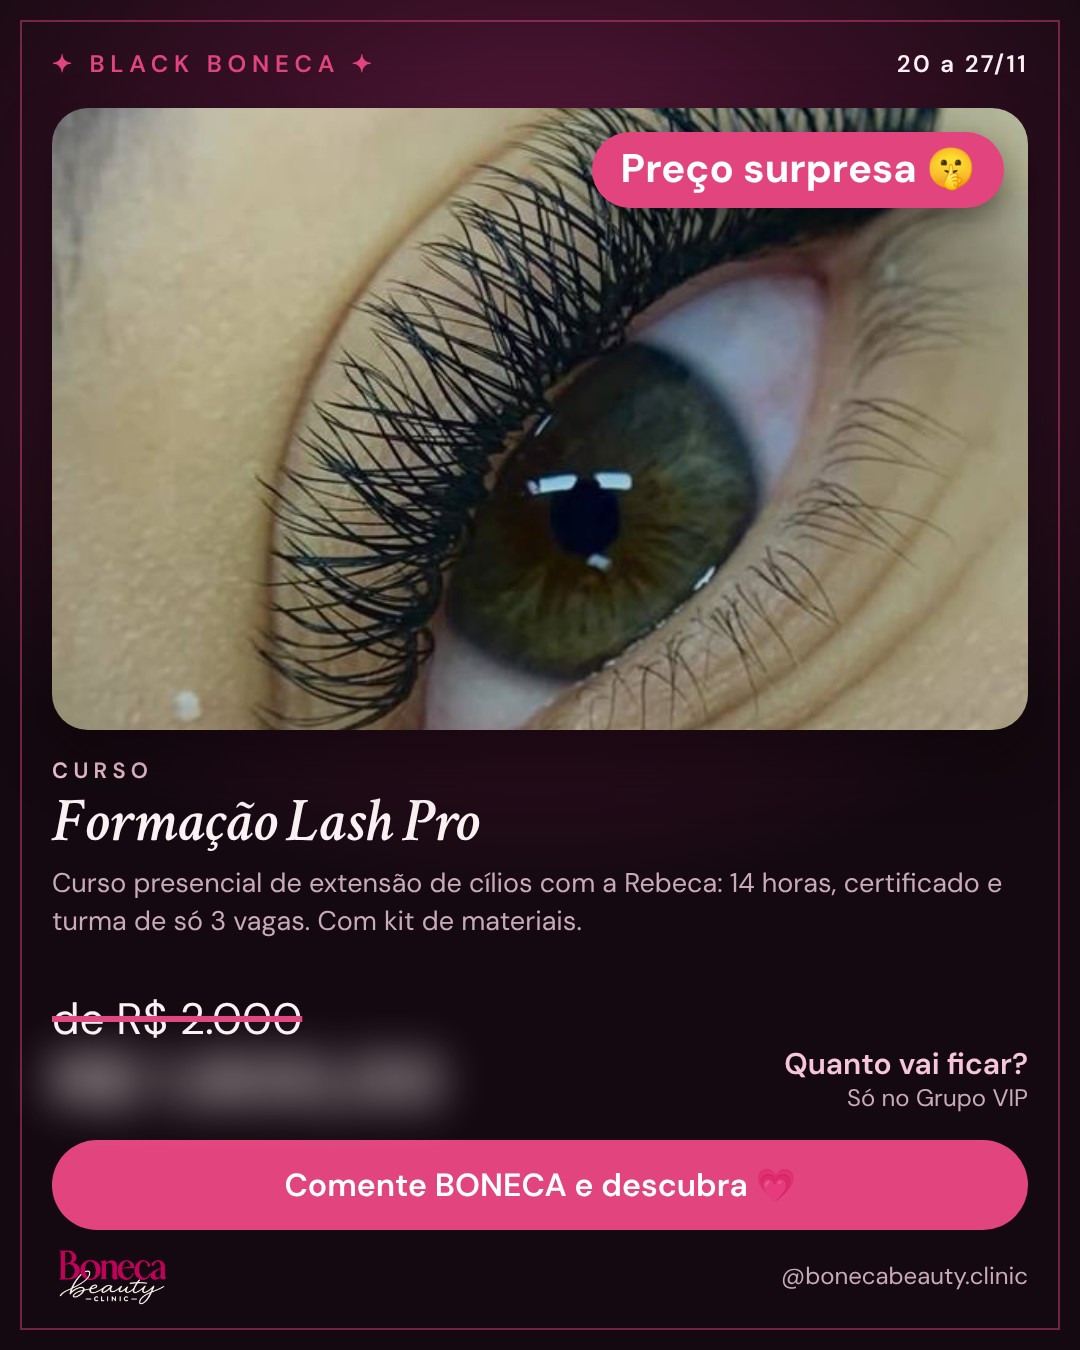 ✦ BLACK BONECA ✦
20 a 27/11
Preço surpresa 🤫
CURSO
Formação Lash Pro
Curso presencial de extensão de cílios com a Rebeca: 14 horas, certificado e
turma de só 3 vagas. Com kit de materiais.
de R$ 2.000
Quanto vai ficar?
Só no Grupo VIP
Comente BONECA e descubra 💗
Boneca
beauty
CLINIC
@bonecabeauty.clinic